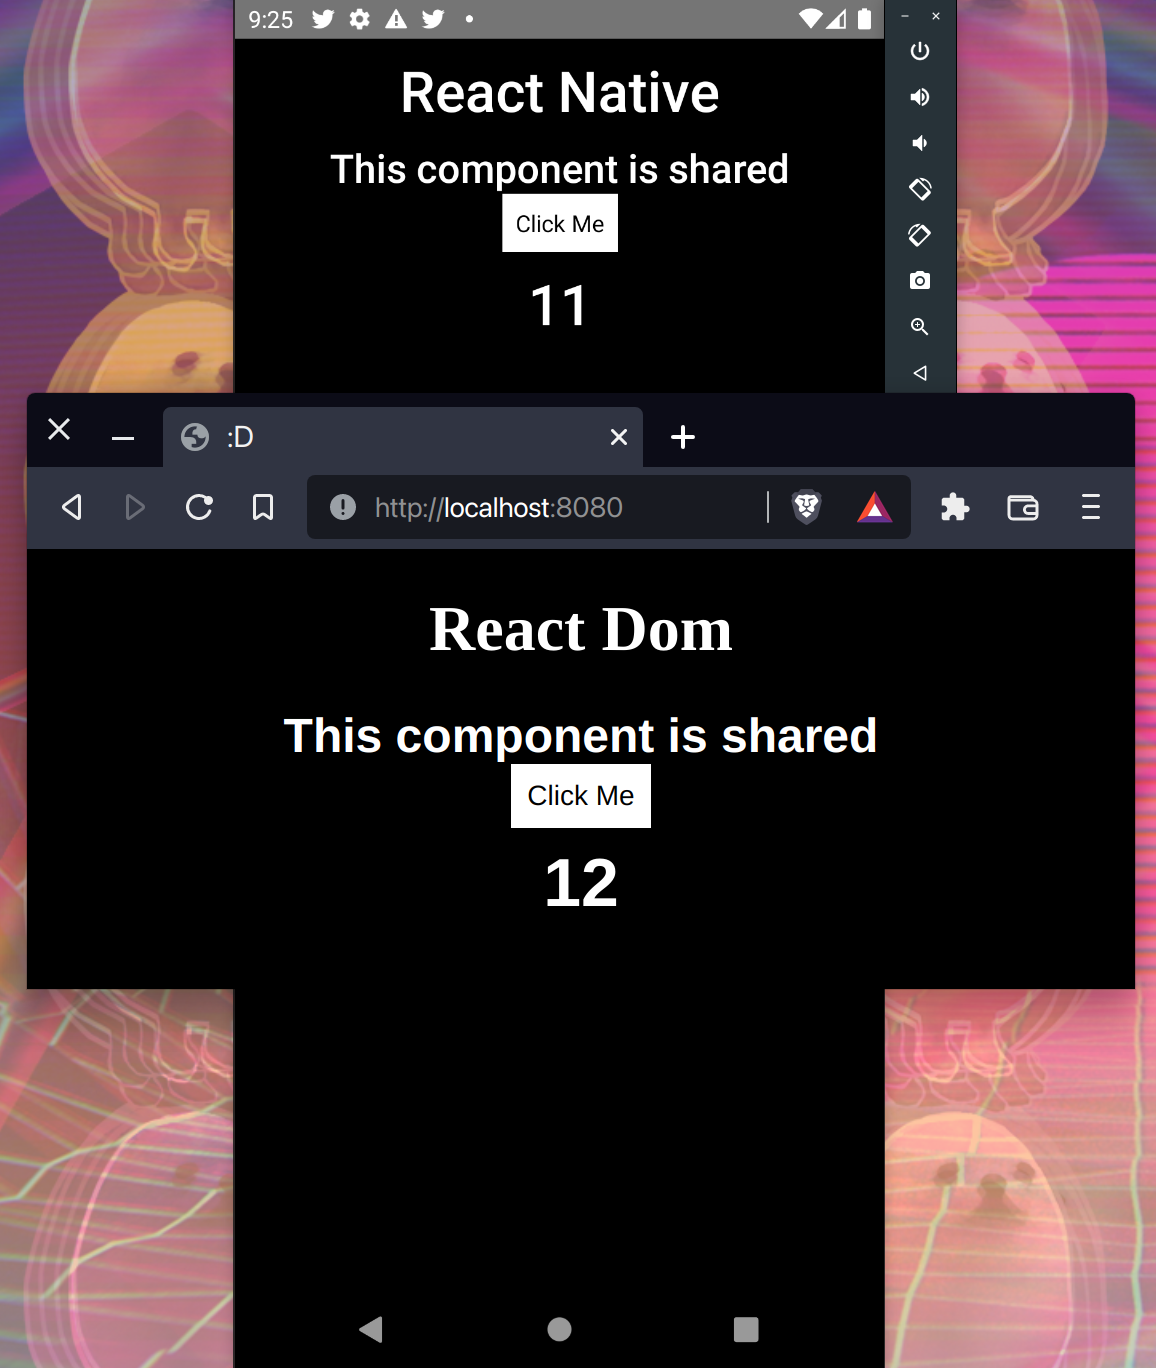 9:25
React Native
This component is shared
Click Me
11
:D
http://localhost:8080
React Dom
This component is shared
Click Me
12